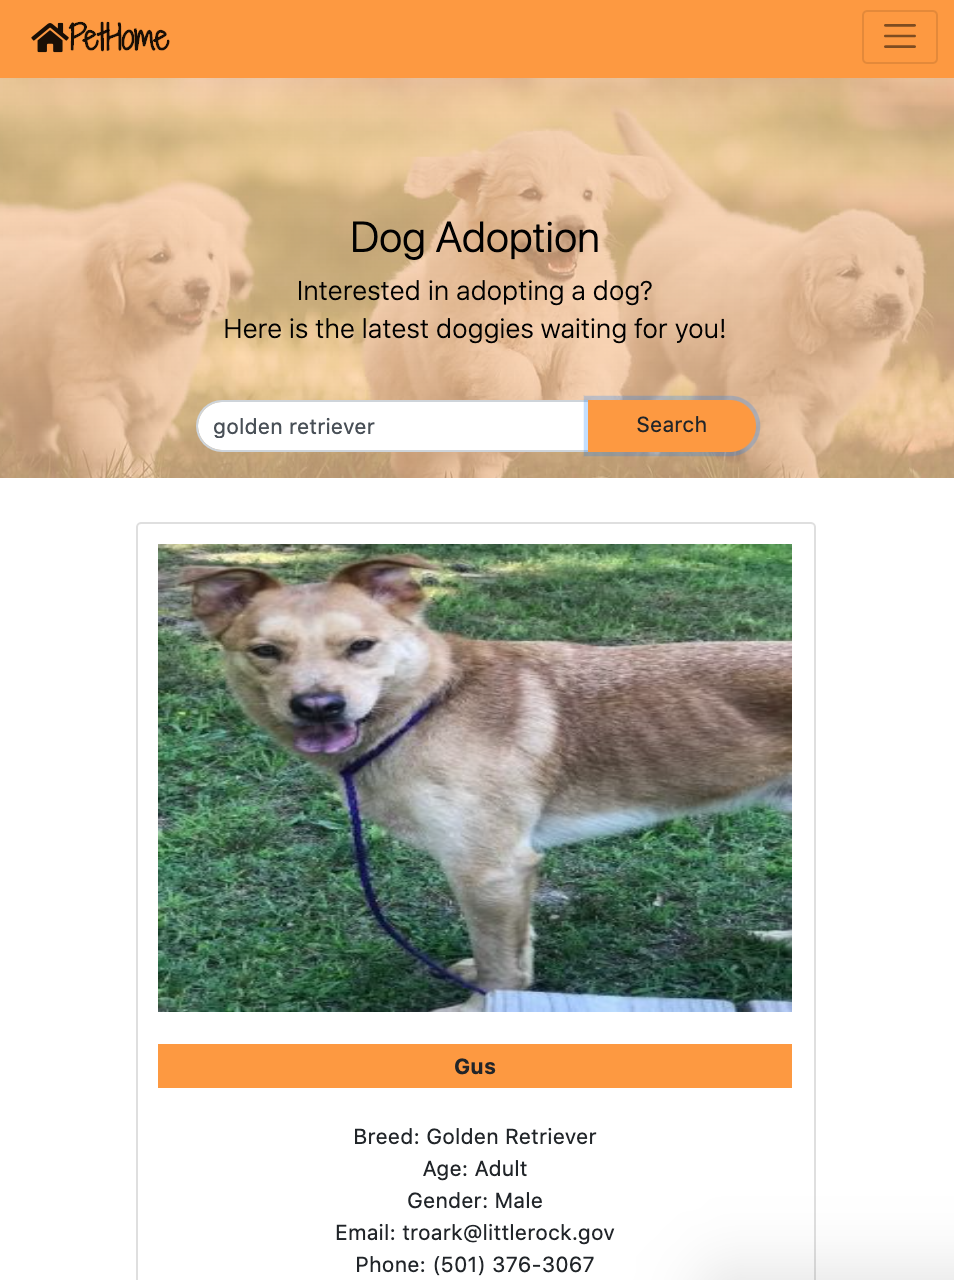 PetHome
Dog Adoption
Interested in adopting a dog?
Here is the latest doggies waiting for you!
golden retriever
Search
Gus
Breed: Golden Retriever
Age: Adult
Gender: Male
Email: troark@littlerock.gov
Phone: (501) 376-3067